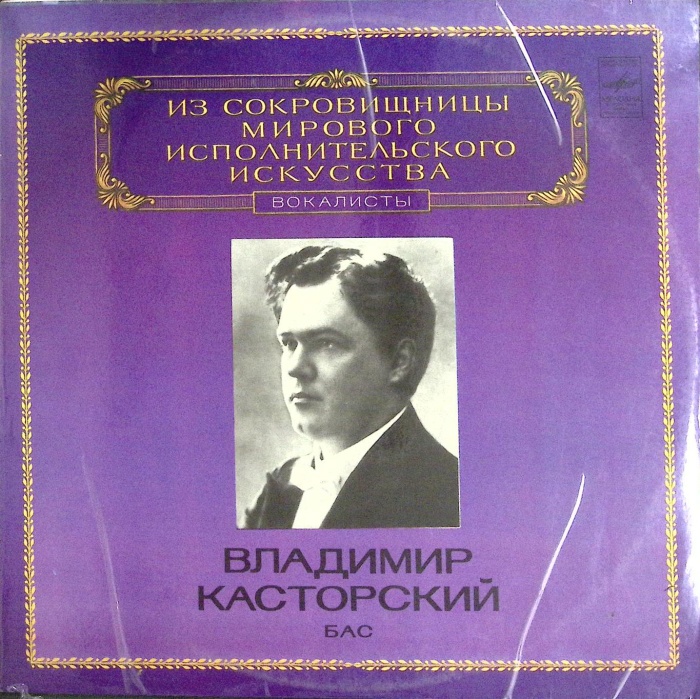 ИЗ СОКРОВИЩНИЦЫ
МИРОВОГО
ИСПОЛНИТЕЛЬСКОГО
ИСКУССТВА
ВОКАЛИСТЫ
ВЛАДИМИР
КАСТОРСКИЙ
БАС